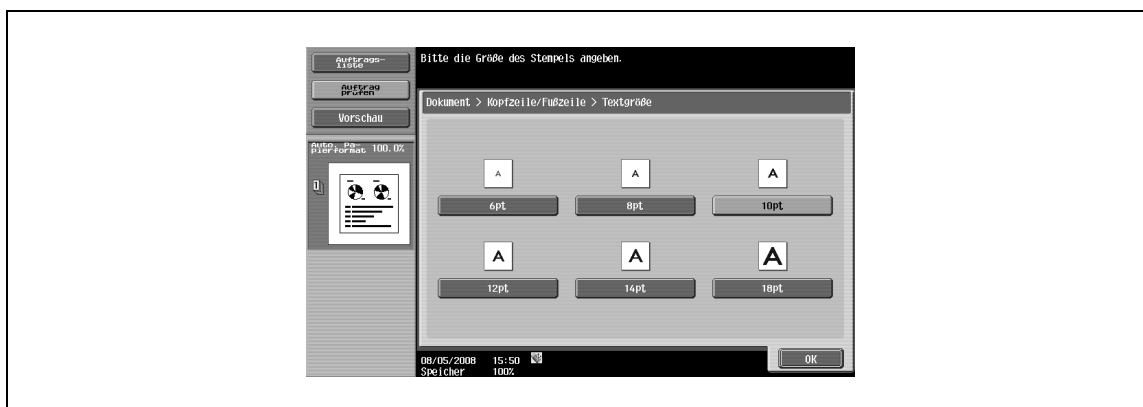 Auftrags-
liste
Auftrag
prüfen
Vorschau
Auto. Pa-
pierformat 100.0%
1
Bitte die Größe des Stempels angeben.
Dokument > Kopfzeile/Fußzeile > Textgröße
A A A
6pt 8pt 10pt
A A A
12pt 14pt 18pt
08/05/2008 15:50
Speicher 100%
OK